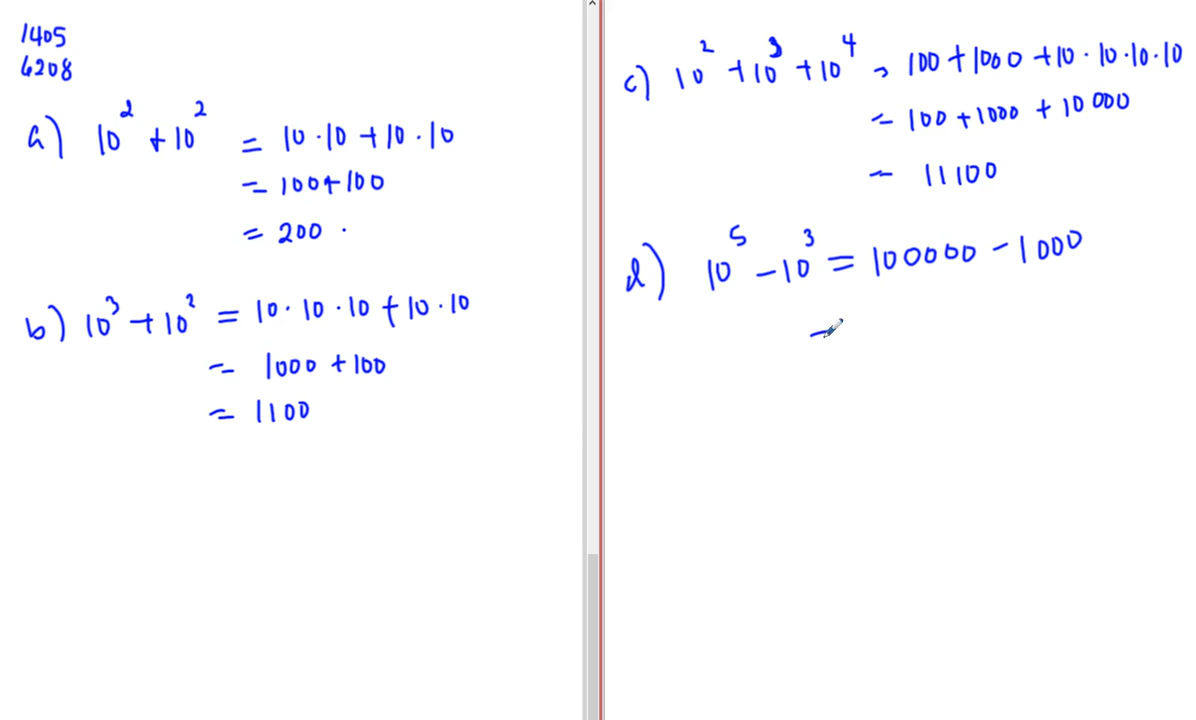 1405
6208
a) 10² + 10² = 10 · 10 + 10 · 10
= 100 + 100
= 200 .
b) 10³ + 10² = 10 · 10 · 10 + 10 · 10
= 1000 + 100
= 1100
c) 10² + 10³ + 10⁴ = 100 + 1000 + 10 · 10 · 10 · 10
= 100 + 1000 + 10 000
= 11100
d) 10⁵ - 10³ = 100000 - 1000